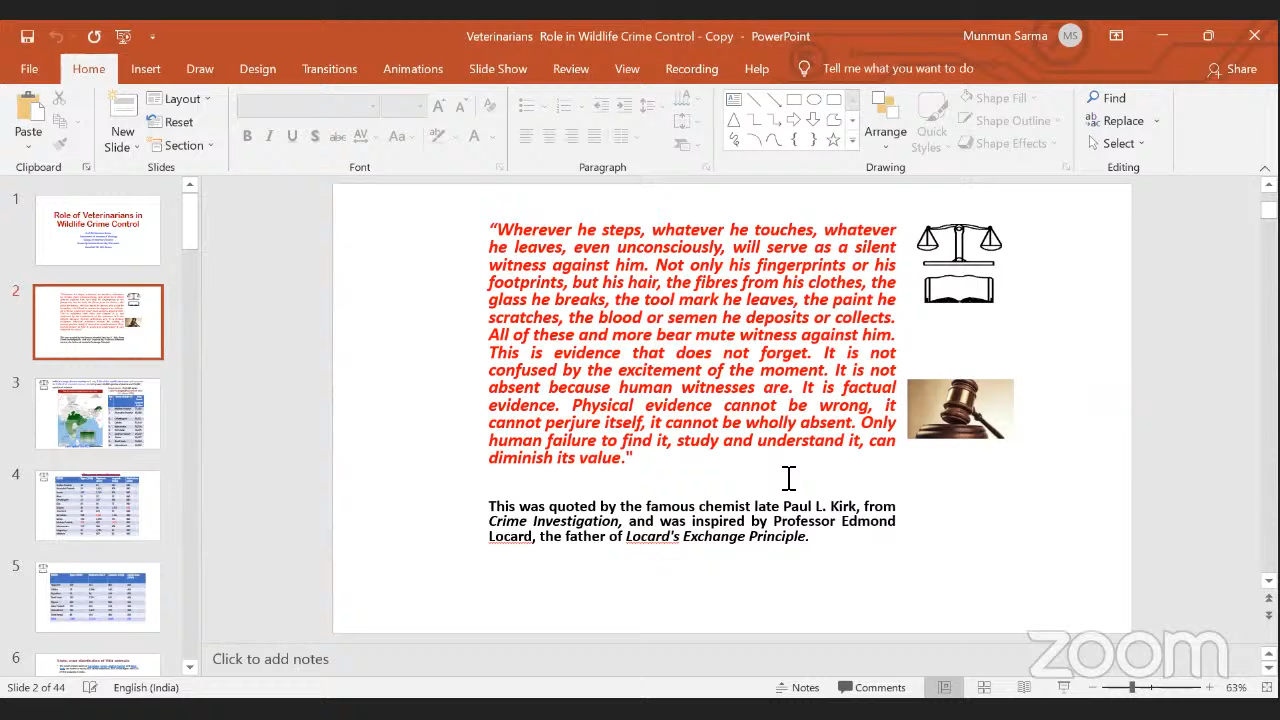 Veterinarians Role in Wildlife Crime Control - Copy - PowerPoint
Munmun Sarma
MS
File Home Insert Draw Design Transitions Animations Slide Show Review View Recording Help Tell me what you want to do Share
Paste
Clipboard
New Slide
Layout
Reset
Section
Slides
B I U S abc AV Aa A
Font
Paragraph
Arrange
Quick Styles
Shape Fill
Shape Outline
Shape Effects
Drawing
Find
Replace
Select
Editing
1
Role of Veterinarians in
Wildlife Crime Control
2
3
4
5
6
“Wherever he steps, whatever he touches, whatever
he leaves, even unconsciously, will serve as a silent
witness against him. Not only his fingerprints or his
footprints, but his hair, the fibres from his clothes, the
glass he breaks, the tool mark he leaves, the paint he
scratches, the blood or semen he deposits or collects.
All of these and more bear mute witness against him.
This is evidence that does not forget. It is not
confused by the excitement of the moment. It is not
absent because human witnesses are. It is factual
evidence. Physical evidence cannot be wrong, it
cannot perjure itself, it cannot be wholly absent. Only
human failure to find it, study and understand it, can
diminish its value."
This was quoted by the famous chemist late Paul L. Kirk, from
Crime Investigation, and was inspired by Professor Edmond
Locard, the father of Locard's Exchange Principle.
Click to add notes
zoom
Slide 2 of 44 English (India) Notes Comments 63%